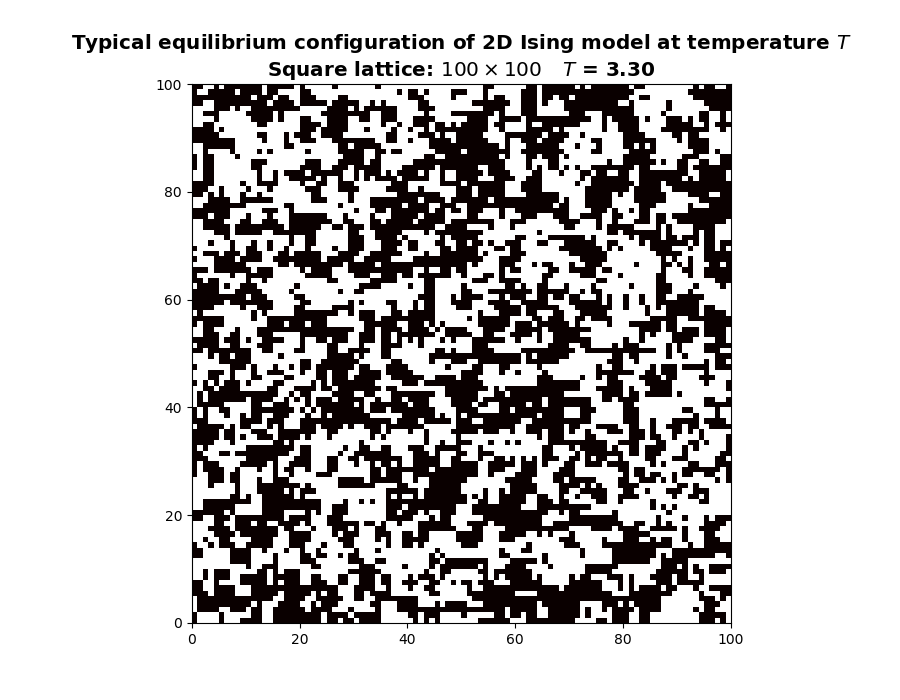 Typical equilibrium configuration of 2D Ising model at temperature T
Square lattice: 100 × 100 T = 3.30
100
80
60
40
20
0
0 20 40 60 80 100